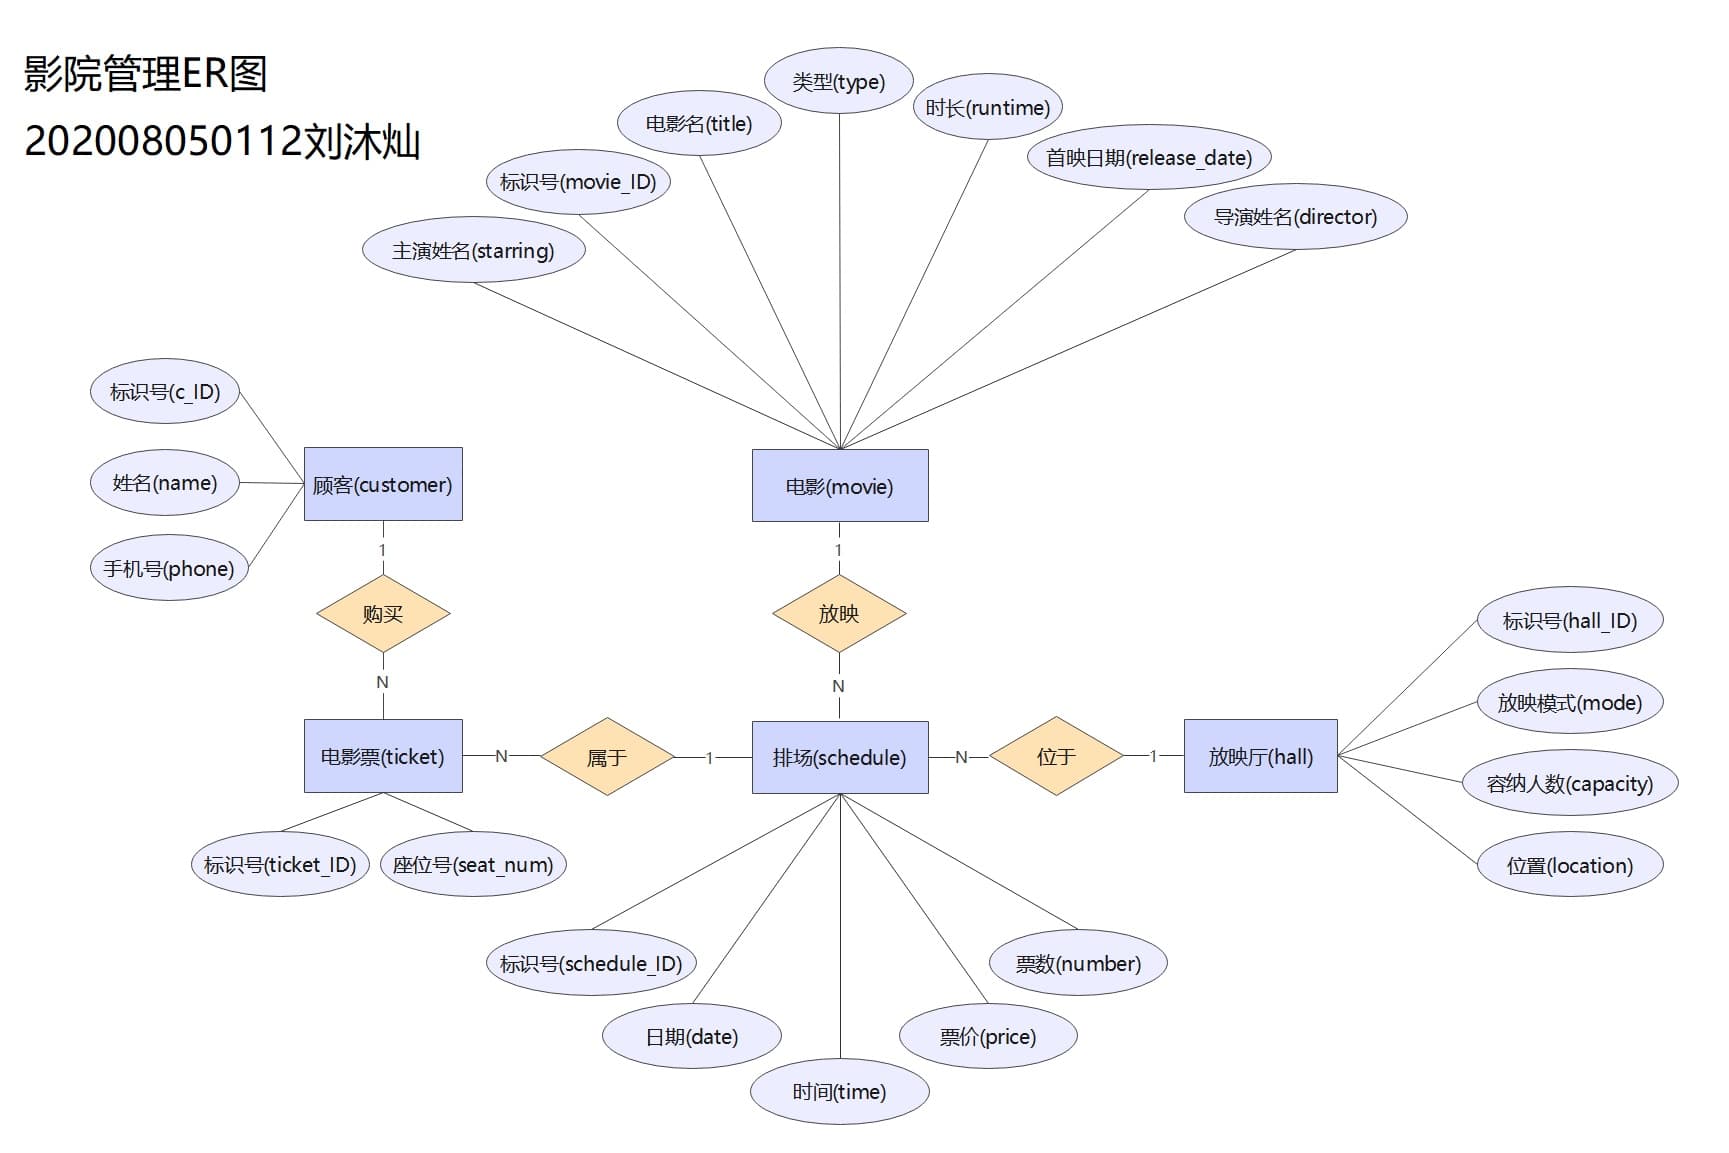 影院管理ER图
202008050112刘沐灿
类型(type)
时长(runtime)
电影名(title)
首映日期(release_date)
标识号(movie_ID)
导演姓名(director)
主演姓名(starring)
标识号(c_ID)
姓名(name)
手机号(phone)
顾客(customer)
电影(movie)
1
1
购买
放映
N
N
标识号(hall_ID)
放映模式(mode)
容纳人数(capacity)
位置(location)
电影票(ticket)
N
属于
1
排场(schedule)
N
位于
1
放映厅(hall)
标识号(ticket_ID)
座位号(seat_num)
标识号(schedule_ID)
票数(number)
日期(date)
票价(price)
时间(time)